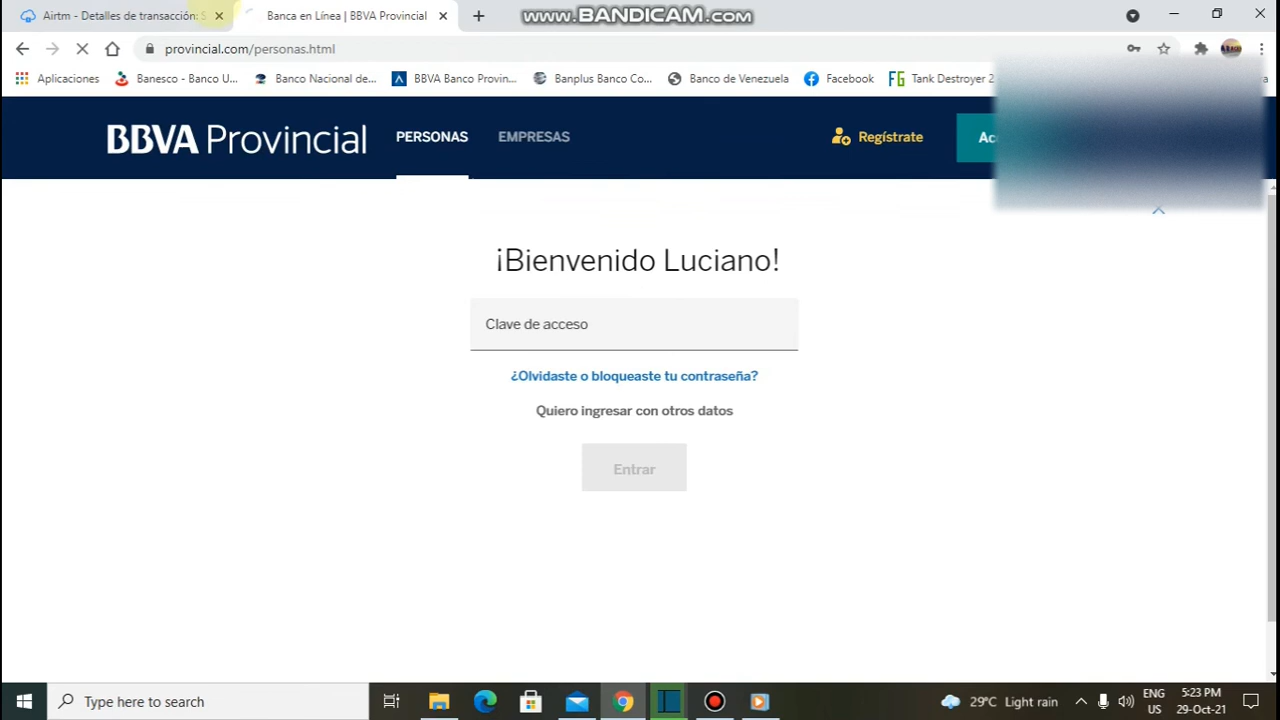 Airtm - Detalles de transacción: S
Banca en Línea | BBVA Provincial
www.BANDICAM.com
provincial.com/personas.html
Aplicaciones
Banesco - Banco U...
Banco Nacional de...
BBVA Banco Provin...
Banplus Banco Co...
Banco de Venezuela
Facebook
Tank Destroyer 2
BBVA Provincial
PERSONAS
EMPRESAS
Regístrate
¡Bienvenido Luciano!
Clave de acceso
¿Olvidaste o bloqueaste tu contraseña?
Quiero ingresar con otros datos
Entrar
Type here to search
29°C Light rain
ENG
US
5:23 PM
29-Oct-21